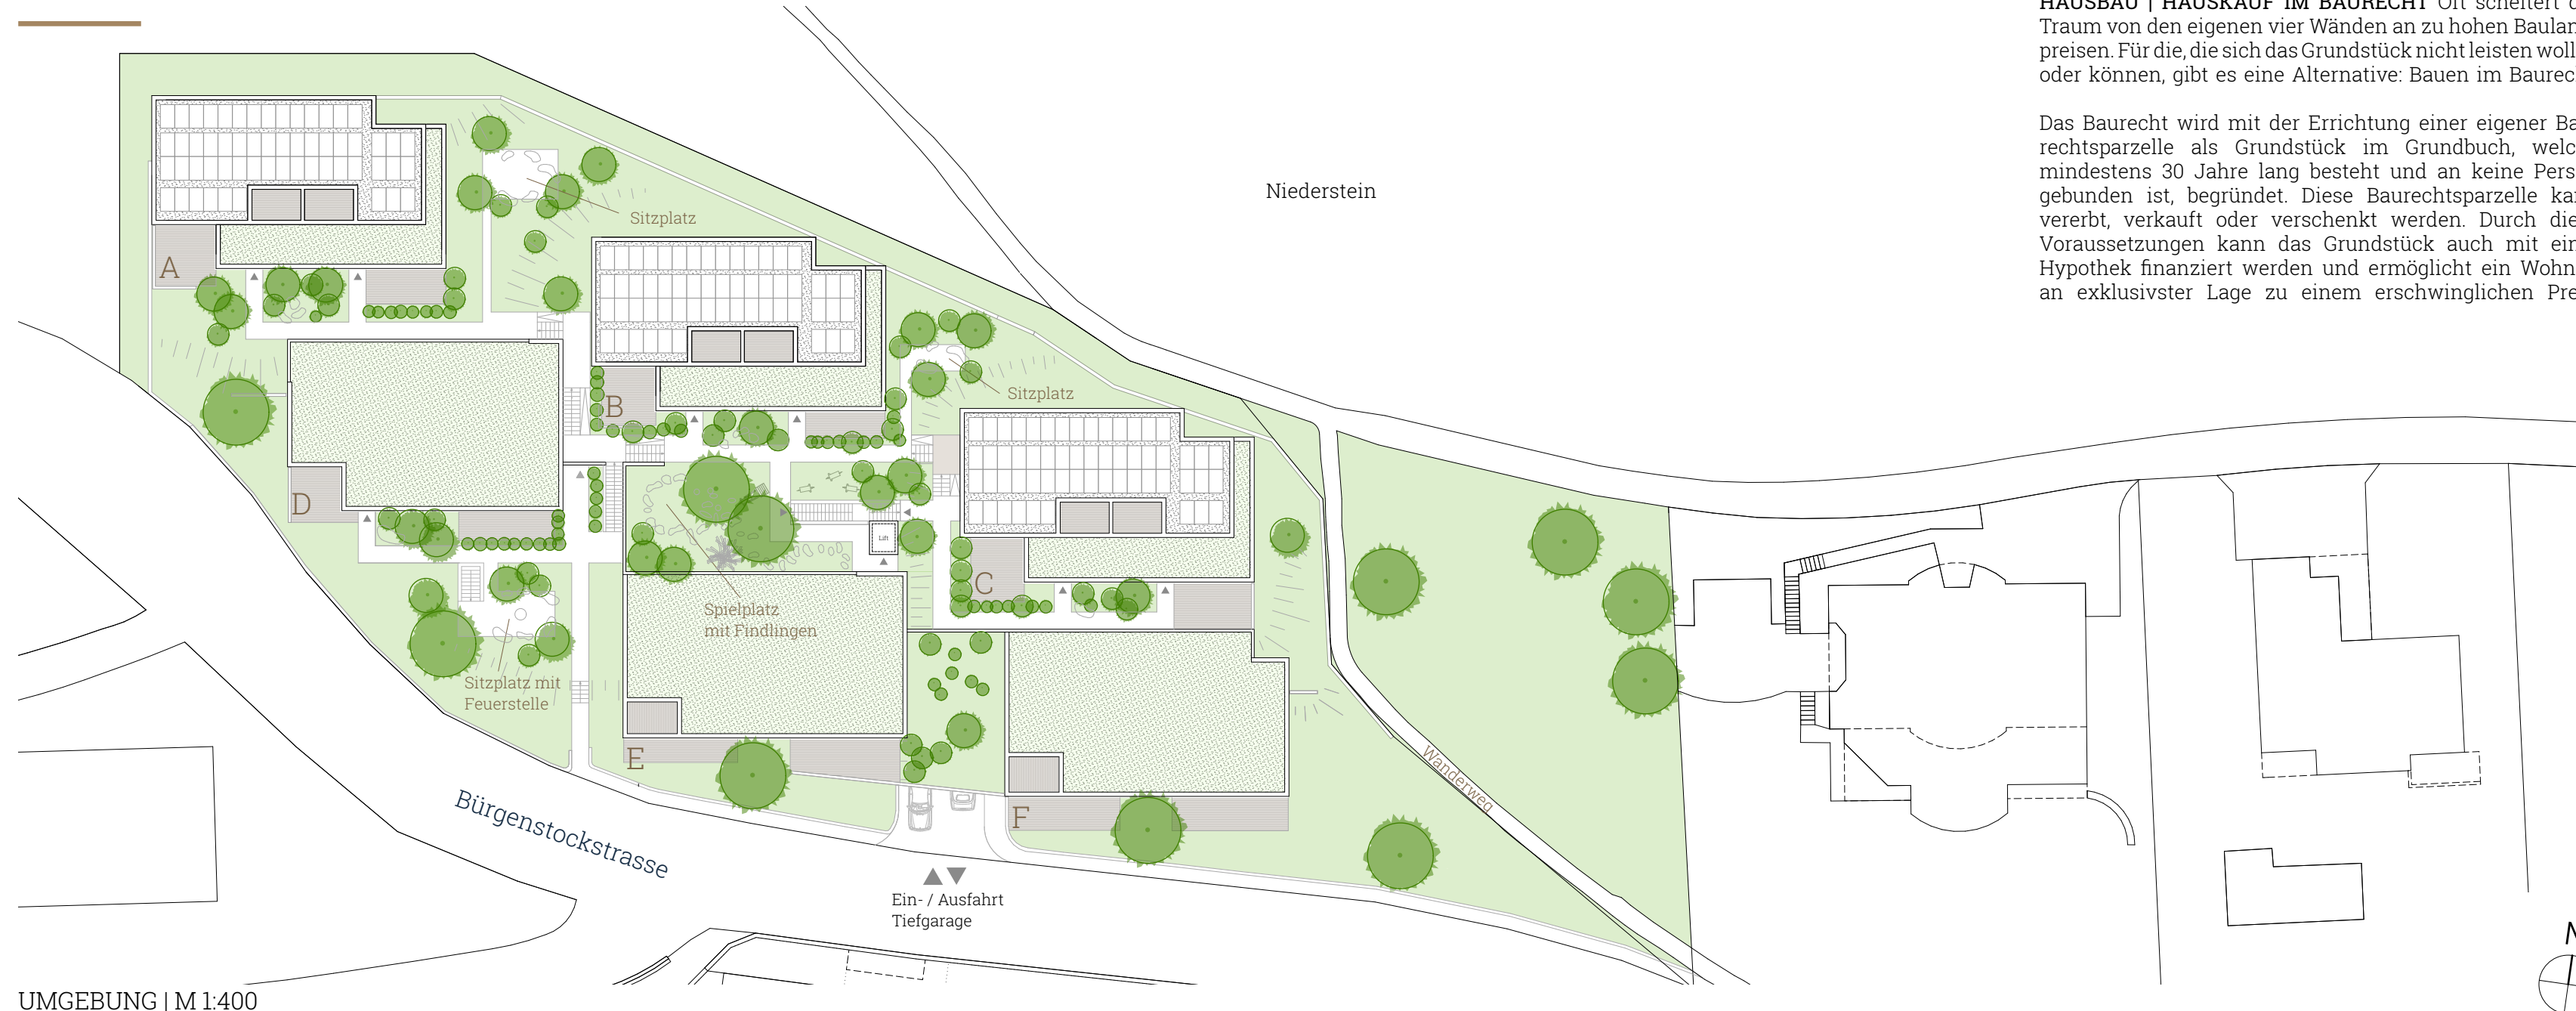 HAUSBAU | HAUSKAUF IM BAURECHT Oft scheitert
Traum von den eigenen vier Wänden an zu hohen Baulan
preisen. Für die, die sich das Grundstück nicht leisten woll
oder können, gibt es eine Alternative: Bauen im Baurec
Das Baurecht wird mit der Errichtung einer eigener Ba
rechtsparzelle als Grundstück im Grundbuch, welc
mindestens 30 Jahre lang besteht und an keine Pers
gebunden ist, begründet. Diese Baurechtsparzelle ka
vererbt, verkauft oder verschenkt werden. Durch die
Voraussetzungen kann das Grundstück auch mit ein
Hypothek finanziert werden und ermöglicht ein Wohn
an exklusivster Lage zu einem erschwinglichen Pre
Niederstein
Sitzplatz
A
Sitzplatz
B
D
Lift
C
Spielplatz
mit Findlingen
Sitzplatz mit
Feuerstelle
E
F
Wanderweg
Bürgenstockstrasse
Ein- / Ausfahrt
Tiefgarage
UMGEBUNG | M 1:400